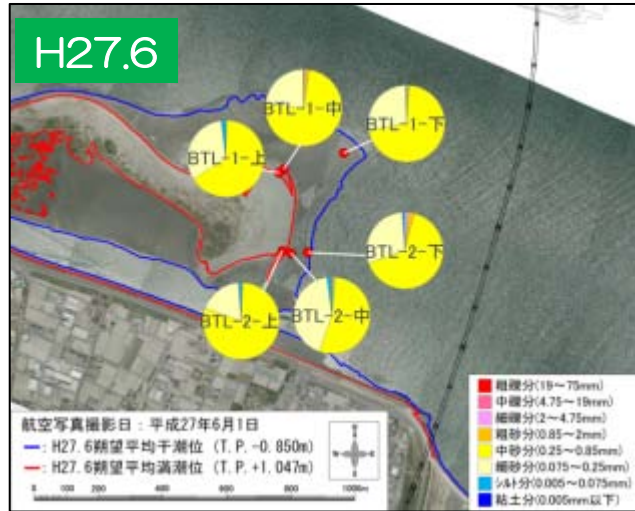 H27.6
BTL-1-中
BTL-1-下
BTL-1-上
BTL-2-下
BTL-2-上
BTL-2-中
粗礫分(19～75mm)
中礫分(4.75～19mm)
細礫分(2～4.75mm)
粗砂分(0.85～2mm)
中砂分(0.25～0.85mm)
細砂分(0.075～0.25mm)
シルト分(0.005～0.075mm)
粘土分(0.005mm以下)
航空写真撮影日：平成27年6月1日
―：H27.6朔望平均干潮位 (T.P.-0.850m)
―：H27.6朔望平均満潮位 (T.P.+1.047m)
0 200 400 600 800 1000m